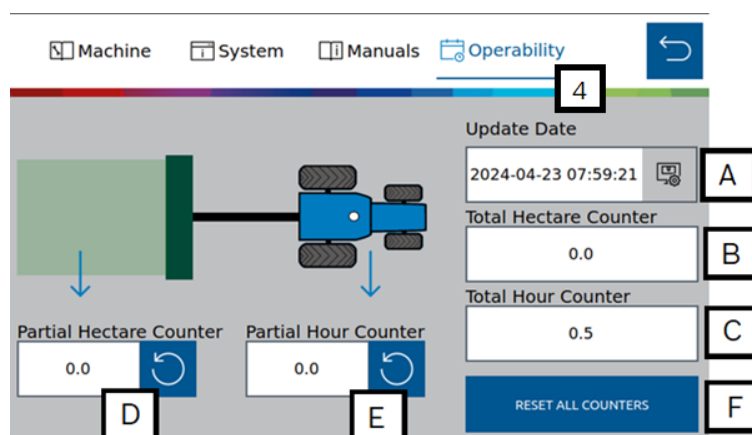 Machine System Manuals Operability
4
Update Date
2024-04-23 07:59:21 A
Total Hectare Counter
0.0 B
Total Hour Counter
0.5 C
Partial Hectare Counter Partial Hour Counter
0.0 0.0
D E
RESET ALL COUNTERS F